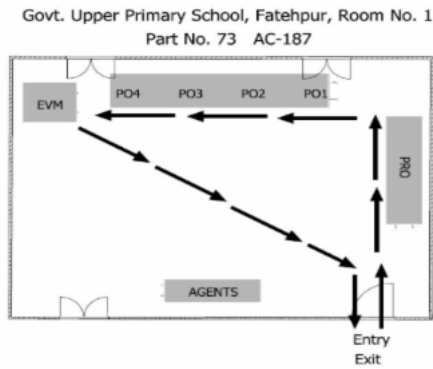 Govt. Upper Primary School, Fatehpur, Room No. 1
Part No. 73 AC-187
EVM
PO4 PO3 PO2 PO1
PRO
AGENTS
Entry
Exit